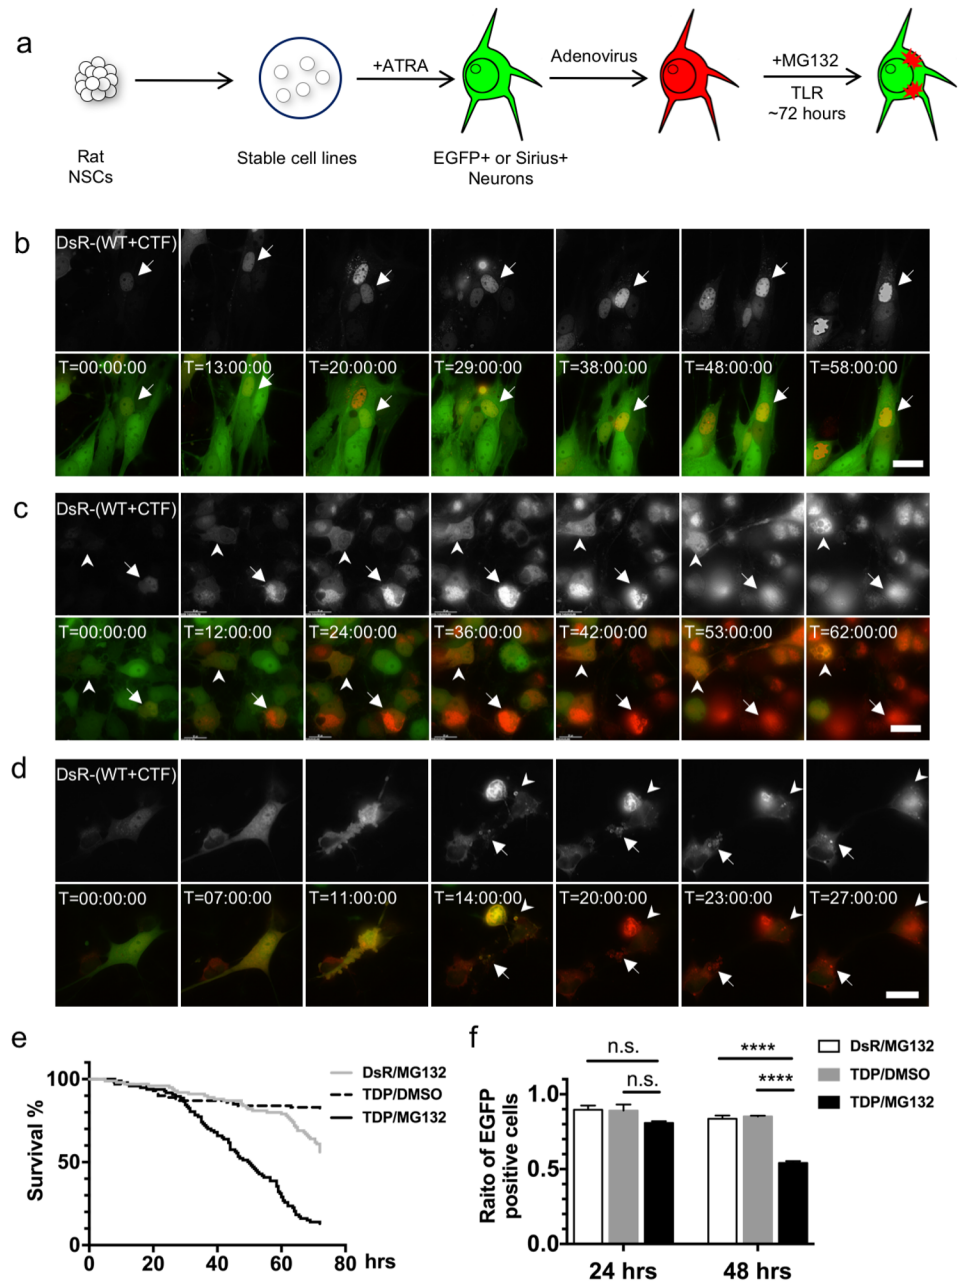 a
+ATRA
Adenovirus
+MG132
TLR
~72 hours
Rat
NSCs
Stable cell lines
EGFP+ or Sirius+
Neurons
b
DsR-(WT+CTF)
T=00:00:00
T=13:00:00
T=20:00:00
T=29:00:00
T=38:00:00
T=48:00:00
T=58:00:00
c
DsR-(WT+CTF)
T=00:00:00
T=12:00:00
T=24:00:00
T=36:00:00
T=42:00:00
T=53:00:00
T=62:00:00
d
DsR-(WT+CTF)
T=00:00:00
T=07:00:00
T=11:00:00
T=14:00:00
T=20:00:00
T=23:00:00
T=27:00:00
e
Survival %
100
50
0
0
20
40
60
80
hrs
DsR/MG132
TDP/DMSO
TDP/MG132
f
Raito of EGFP
positive cells
1.0
0.5
0.0
n.s.
n.s.
****
****
24 hrs
48 hrs
DsR/MG132
TDP/DMSO
TDP/MG132